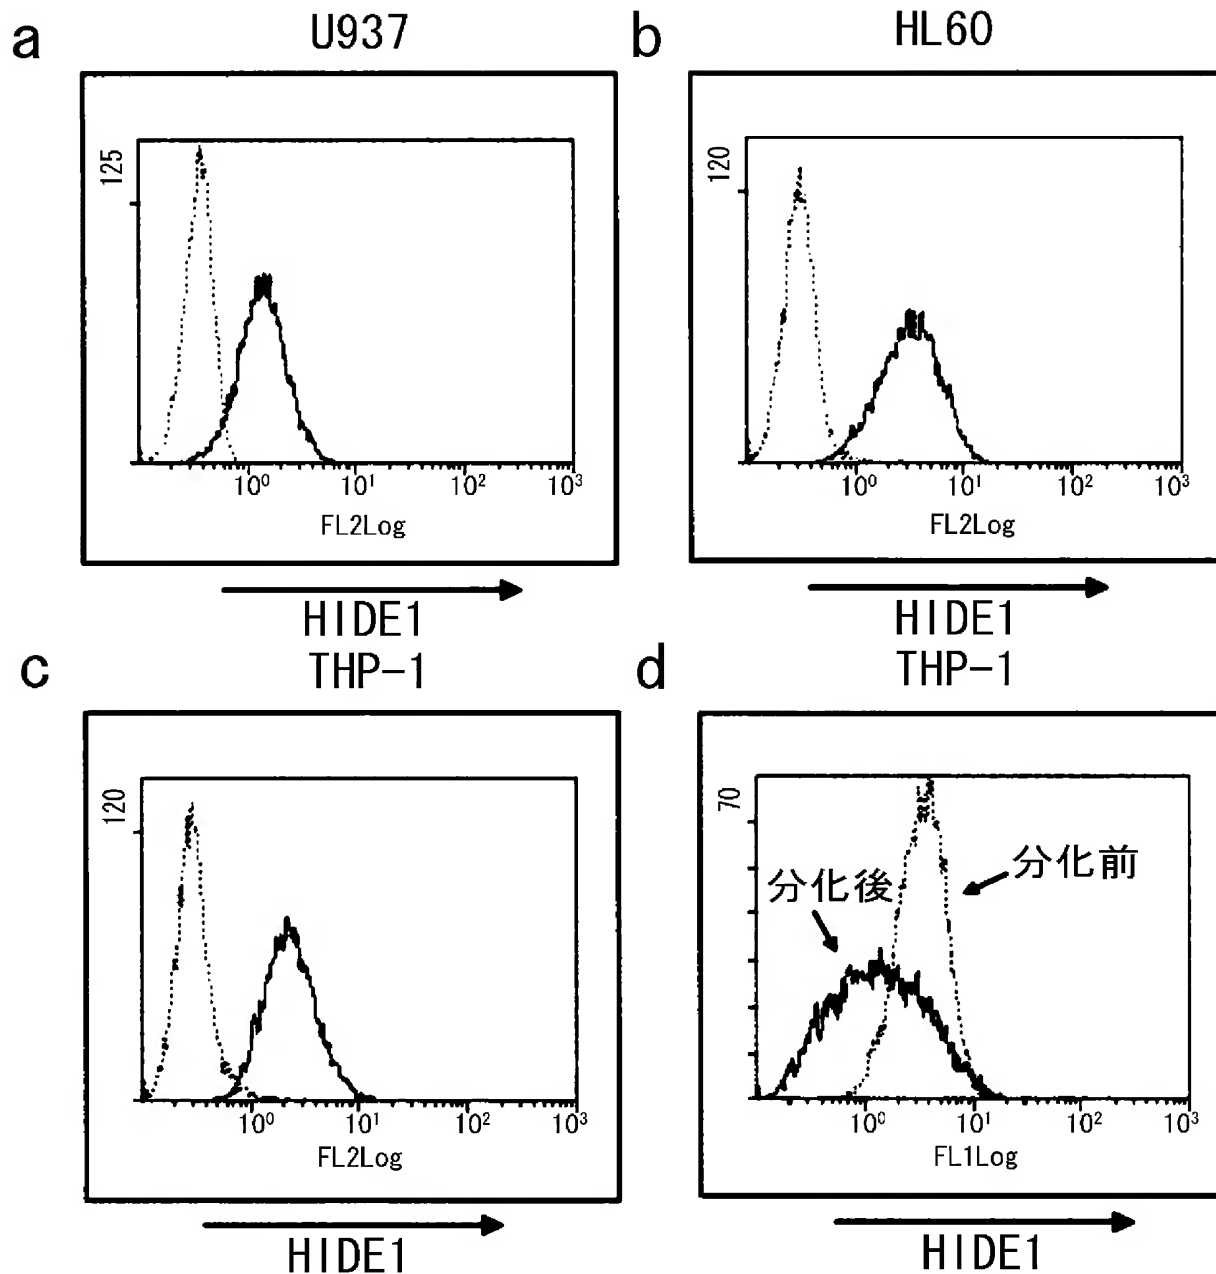 a
U937
125
10⁰ 10¹ 10² 10³
FL2Log
HIDE1
b
HL60
120
10⁰ 10¹ 10² 10³
FL2Log
HIDE1
c
THP-1
120
10⁰ 10¹ 10² 10³
FL2Log
HIDE1
d
THP-1
70
分化後
分化前
10⁰ 10¹ 10² 10³
FL1Log
HIDE1